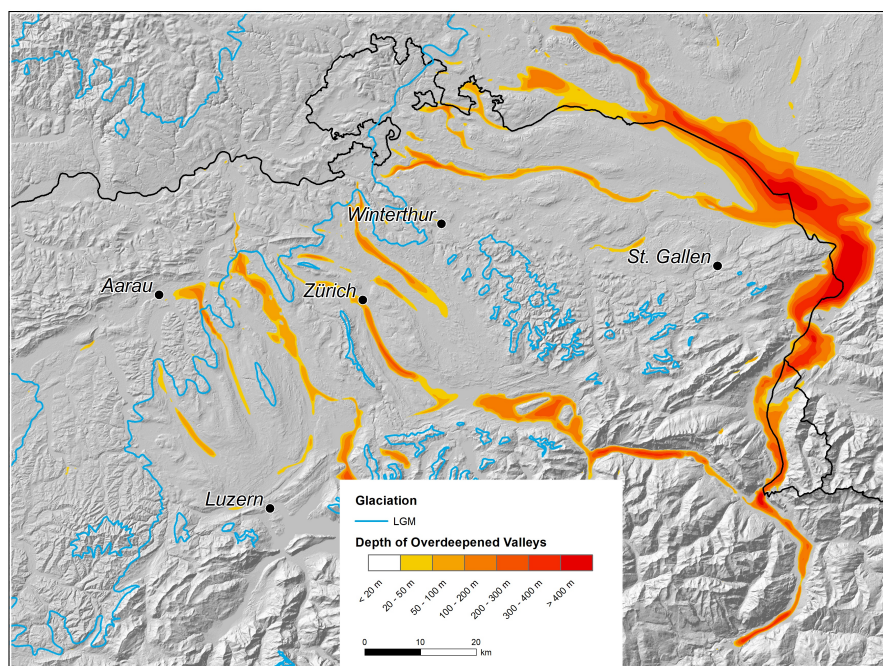 Winterthur
St. Gallen
Aarau
Zürich
Luzern
Glaciation
LGM
Depth of Overdeepened Valleys
< 20 m
20 - 50 m
50 - 100 m
100 - 200 m
200 - 300 m
300 - 400 m
> 400 m
0 10 20
km